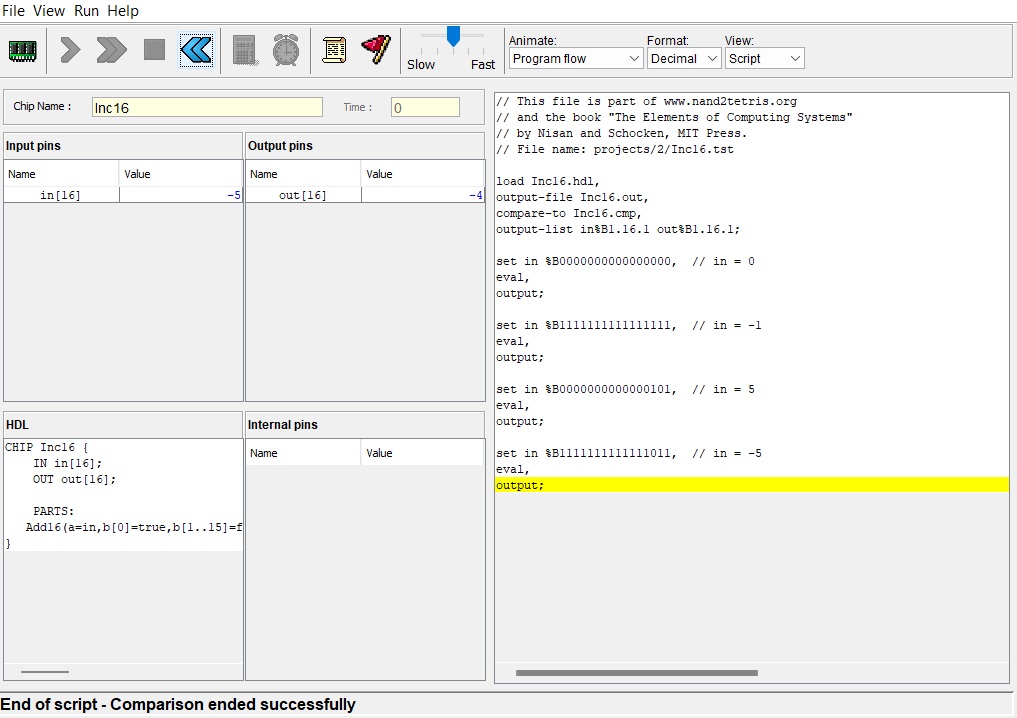 File View Run Help
Slow Fast
Animate: Format: View:
Program flow Decimal Script
Chip Name : Inc16 Time : 0
Input pins
Name Value
in[16] -5
Output pins
Name Value
out[16] -4
HDL
CHIP Inc16 {
IN in[16];
OUT out[16];
PARTS:
Add16(a=in,b[0]=true,b[1..15]=f
}
Internal pins
Name Value
// This file is part of www.nand2tetris.org
// and the book "The Elements of Computing Systems"
// by Nisan and Schocken, MIT Press.
// File name: projects/2/Inc16.tst
load Inc16.hdl,
output-file Inc16.out,
compare-to Inc16.cmp,
output-list in%B1.16.1 out%B1.16.1;
set in %B0000000000000000,  // in = 0
eval,
output;
set in %B1111111111111111,  // in = -1
eval,
output;
set in %B0000000000000101,  // in = 5
eval,
output;
set in %B1111111111111011,  // in = -5
eval,
output;
End of script - Comparison ended successfully